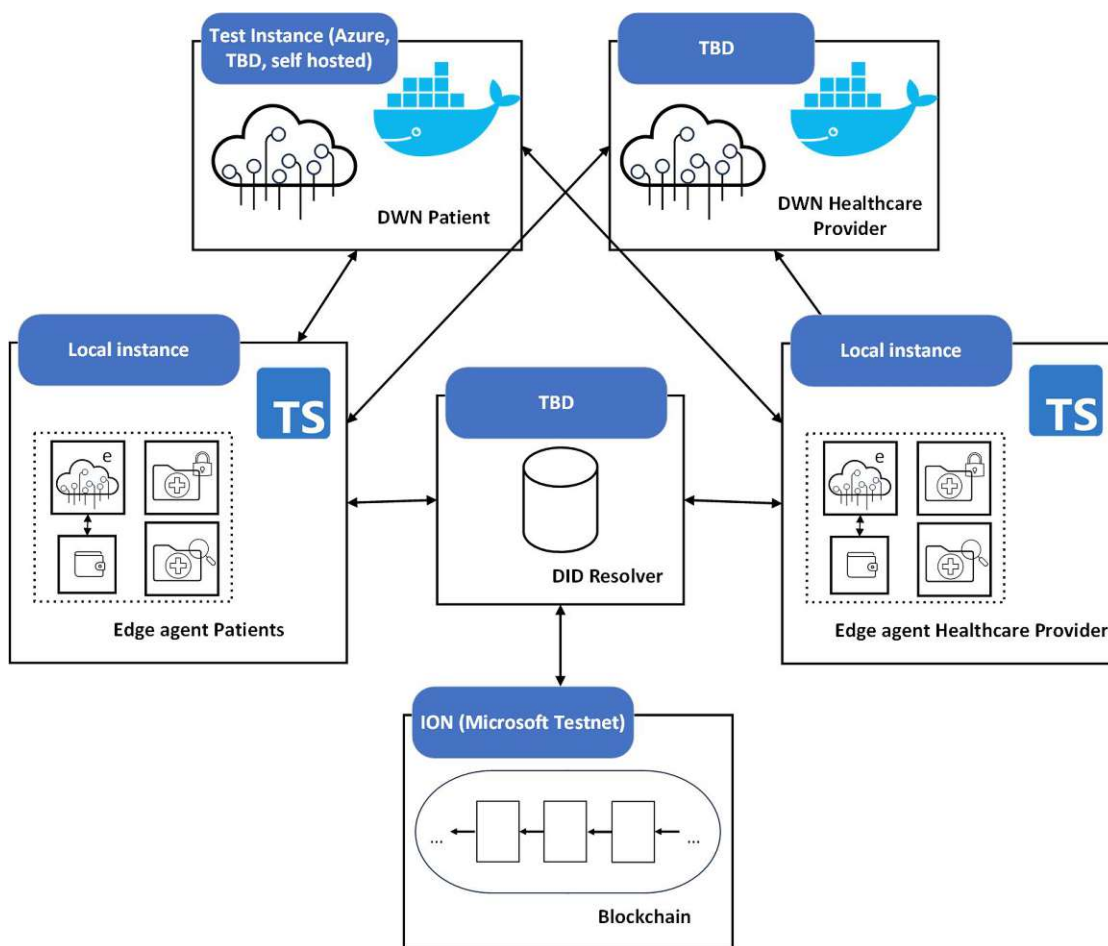 Test Instance (Azure,
TBD, self hosted)
TBD
DWN Patient
DWN Healthcare
Provider
Local instance
TS
e
Edge agent Patients
TBD
DID Resolver
Local instance
TS
e
Edge agent Healthcare Provider
ION (Microsoft Testnet)
... ...
Blockchain